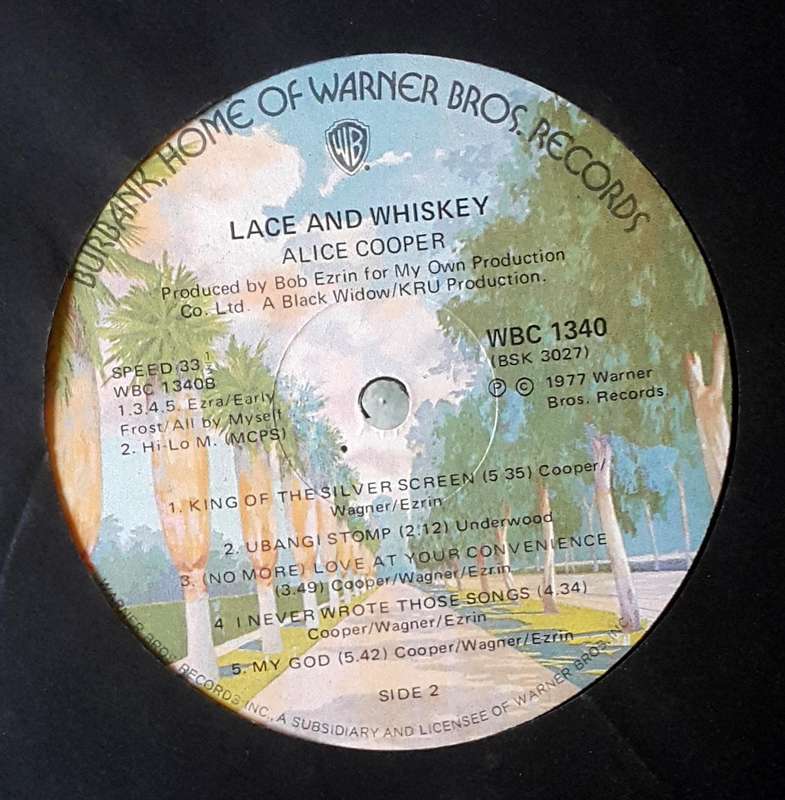 BURBANK, HOME OF WARNER BROS. RECORDS
WB
LACE AND WHISKEY
ALICE COOPER
Produced by Bob Ezrin for My Own Production
Co. Ltd. A Black Widow/KRU Production.
WBC 1340
(BSK 3027)
Ⓟ © 1977 Warner
Bros. Records
SPEED 33 1/3
WBC 1340B
1.3.4.5. Ezra/Early
Frost/All by Myself
2. Hi-Lo M. (MCPS)
1. KING OF THE SILVER SCREEN (5 35) Cooper/
Wagner/Ezrin
2. UBANGI STOMP (2:12) Underwood
3. (NO MORE) LOVE AT YOUR CONVENIENCE
(3.49) Cooper/Wagner/Ezrin
4 I NEVER WROTE THOSE SONGS (4.34)
Cooper/Wagner/Ezrin
5. MY GOD (5.42) Cooper/Wagner/Ezrin
SIDE 2
WARNER BROS. RECORDS INC., A SUBSIDIARY AND LICENSEE OF WARNER BROS. INC.